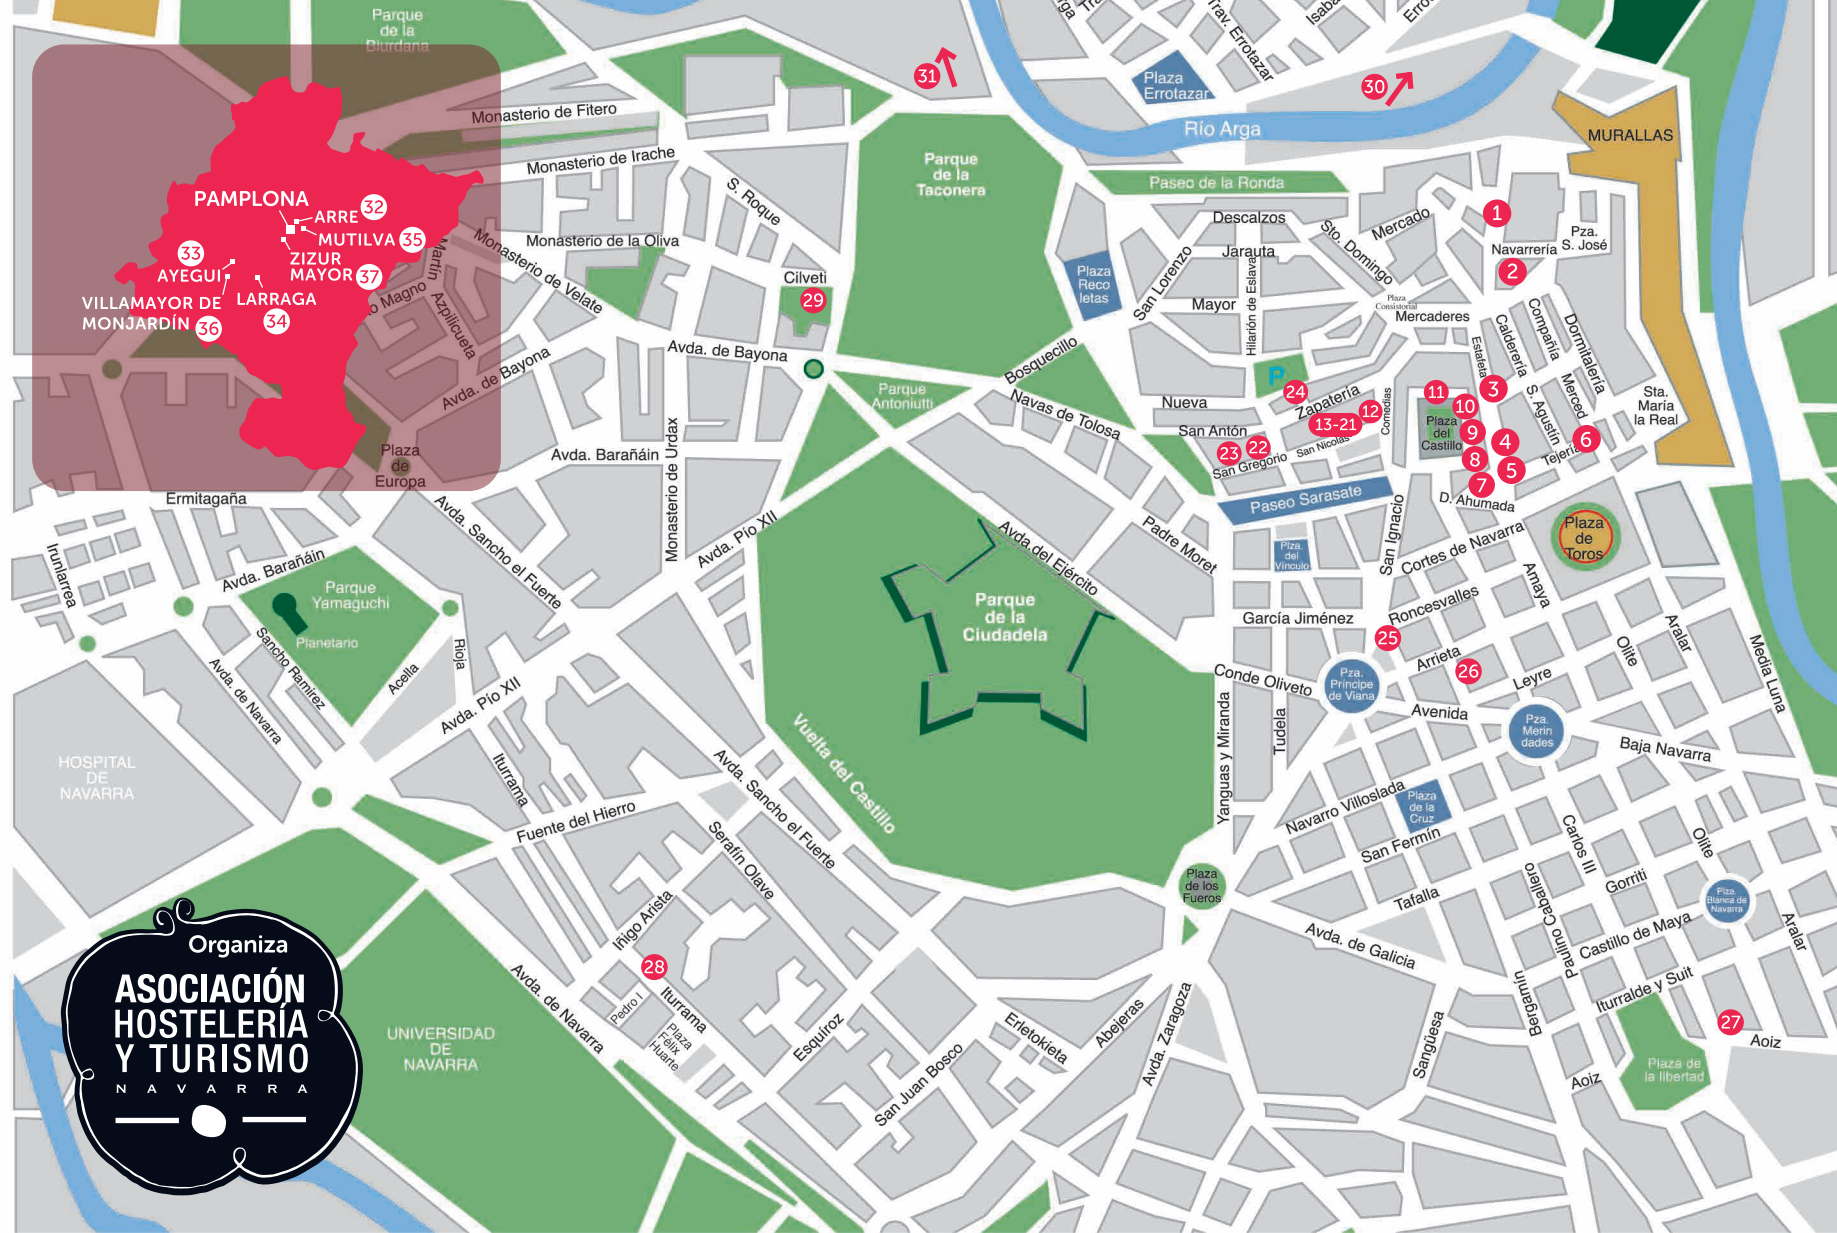 Parque
de la
Biurdana
Monasterio de Fitero
Monasterio de Irache
S. Roque
Monasterio de la Oliva
Monasterio de Velate
Martín
Azpilicueta
Magno
PAMPLONA
ARRE 32
MUTILVA 35
33
AYEGUI
ZIZUR
MAYOR 37
VILLAMAYOR DE
MONJARDÍN 36
LARRAGA
34
Avda. de Bayona
Plaza
de
Europa
Ermitagaña
31
30
Plaza
Errotazar
Trav. Errotazar
Río Arga
MURALLAS
Parque
de la
Taconera
Paseo de la Ronda
Descalzos
Jarauta
Mayor
San Lorenzo
Hilarión de Eslava
Sto. Domingo
Mercado
1
Navarrería
2
Pza.
S. José
Plaza
Consistorial
Mercaderes
Plaza
Reco
letas
Cilveti
29
Avda. de Bayona
Parque
Antoniutti
Bosquecillo
Navas de Tolosa
Nueva
San Antón
P
24
Zapatería
12
13-21
San Nicolás
22
23
San Gregorio
Comedias
11
10
3
Plaza
del
Castillo
9
4
8
5
7
6
Estafeta
Calderería
Compañía
Dormitalería
Merced
S. Agustín
Tejería
Sta.
María
la Real
D. Ahumada
Paseo Sarasate
Plaza
de
Toros
Avda. Barañáin
Monasterio de Urdax
Avda. Pío XII
Avda. Sancho el Fuerte
Irunlarrea
Avda. Barañáin
Parque
Yamaguchi
Planetario
Sancho Ramírez
Avda. de Navarra
Acella
Rioja
Avda. Pío XII
Iturrama
Avda.del Ejército
Padre Moret
Parque
de la
Ciudadela
Vuelta del Castillo
Plza.
del
Vínculo
San Ignacio
Cortes de Navarra
García Jiménez
Roncesvalles
Amaya
25
Arrieta
26
Leyre
Olite
Aralar
Media Luna
Conde Oliveto
Pza.
Príncipe
de Viana
Avenida
Pza.
Merin
dades
Baja Navarra
Yanguas y Miranda
Tudela
Navarro Villoslada
Plaza
de la
Cruz
San Fermín
Tafalla
HOSPITAL
DE
NAVARRA
Fuente del Hierro
Serafín Olave
Avda. Sancho el Fuerte
Plaza
de los
Fueros
Carlos III
Olite
Gorriti
Plza.
Blanca de
Navarra
Paulino Caballero
Castillo de Maya
Aralar
Avda. de Galicia
Iturralde y Suit
Bergamín
Sangüesa
27
Aoiz
Aoiz
Plaza de
la libertad
Iñigo Arista
28
Iturrama
Pedro I
Plaza
Félix
Huarte
Avda. de Navarra
Esquíroz
San Juan Bosco
Erletokieta
Abejeras
Avda. Zaragoza
UNIVERSIDAD
DE
NAVARRA
Organiza
ASOCIACIÓN
HOSTELERÍA
Y TURISMO
NAVARRA